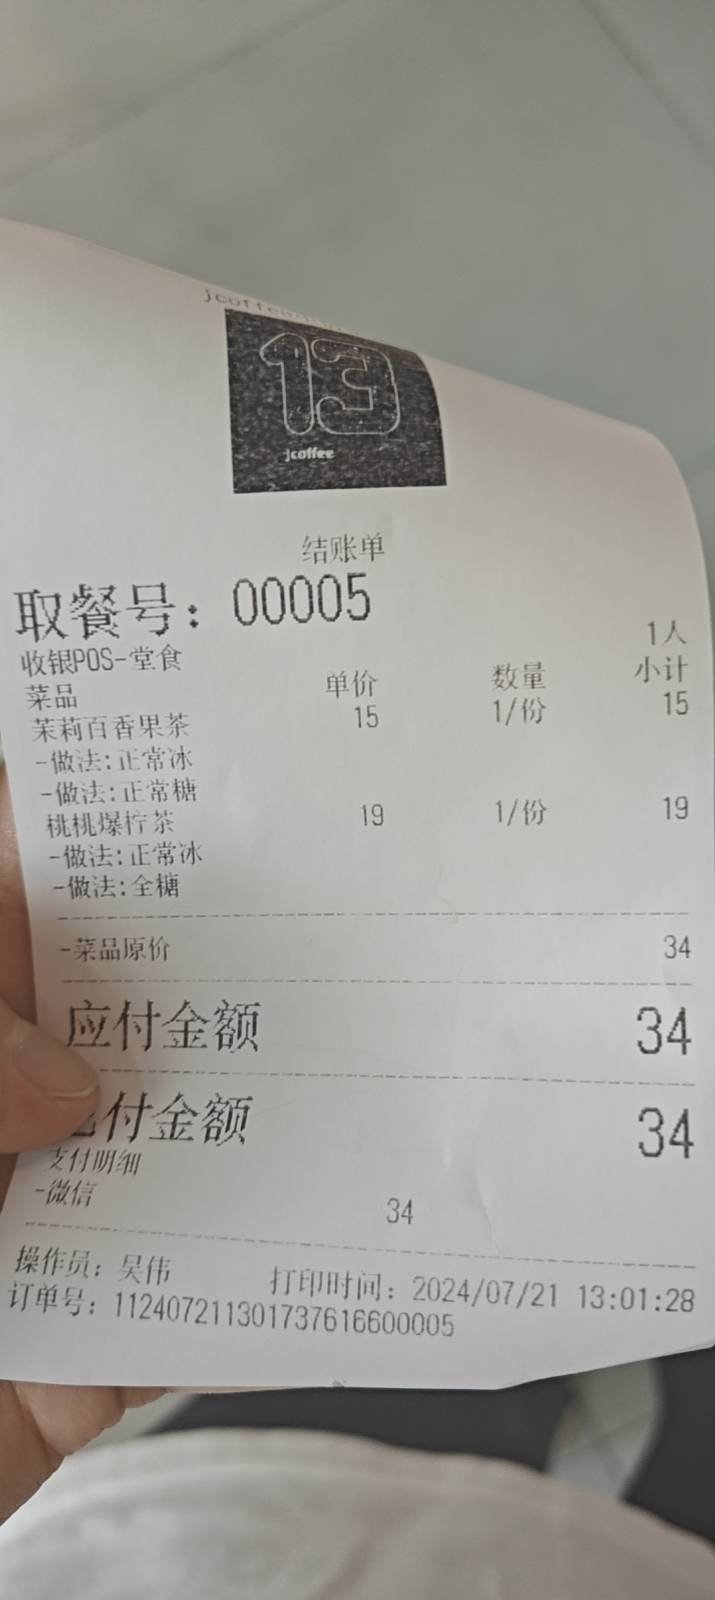 jcoffee
13
jcoffee
结账单
取餐号：00005
1人
收银POS-堂食
菜品 单价 数量 小计
茉莉百香果茶 15 1/份 15
-做法:正常冰
-做法:正常糖
桃桃爆柠茶 19 1/份 19
-做法:正常冰
-做法:全糖
-菜品原价 34
应付金额 34
付金额 34
支付明细
-微信 34
操作员：吴伟 打印时间：2024/07/21 13:01:28
订单号：112407211301737616600005